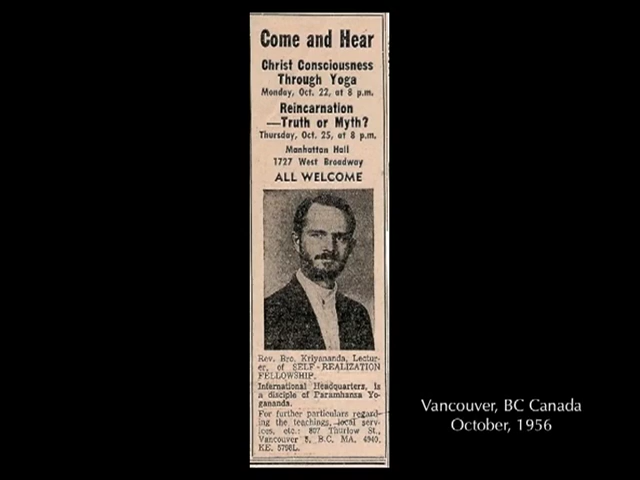 Come and Hear
Christ Consciousness
Through Yoga
Monday, Oct. 22, at 8 p.m.
Reincarnation
—Truth or Myth?
Thursday, Oct. 25, at 8 p.m.
Manhattan Hall
1727 West Broadway
ALL WELCOME
Rev. Bro. Kriyananda, Lectur-
er, of SELF-REALIZATION
FELLOWSHIP.
International Headquarters, is
a disciple of Paramhansa Yo-
gananda.
For further particulars regard-
ing the teachings, local serv-
ices, etc.: 807 Thurlow St.,
Vancouver 5, B.C. MA. 4940,
KE. 5796L.
Vancouver, BC Canada
October, 1956